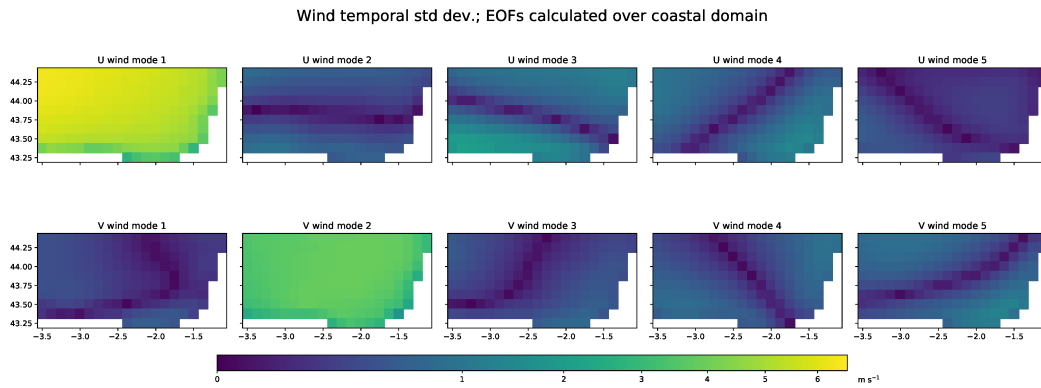 Wind temporal std dev.; EOFs calculated over coastal domain
U wind mode 1 U wind mode 2 U wind mode 3 U wind mode 4 U wind mode 5
44.25
44.00
43.75
43.50
43.25
V wind mode 1 V wind mode 2 V wind mode 3 V wind mode 4 V wind mode 5
44.25
44.00
43.75
43.50
43.25
−3.5 −3.0 −2.5 −2.0 −1.5 −3.5 −3.0 −2.5 −2.0 −1.5 −3.5 −3.0 −2.5 −2.0 −1.5 −3.5 −3.0 −2.5 −2.0 −1.5 −3.5 −3.0 −2.5 −2.0 −1.5
0 1 2 3 4 5 6 m s⁻¹